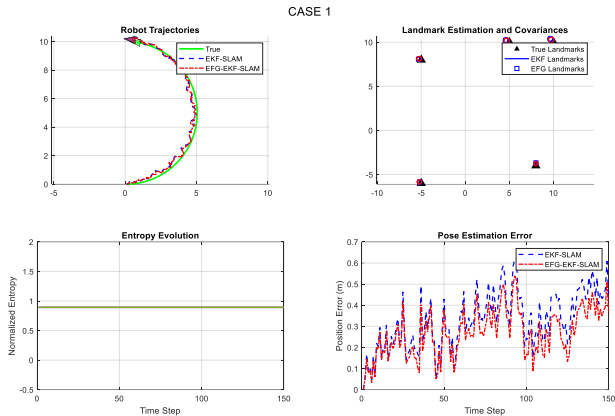 CASE 1
Robot Trajectories
10
8
6
4
2
0
-5
0
5
10
True
EKF-SLAM
EFG-EKF-SLAM
Landmark Estimation and Covariances
10
5
0
-5
-10
-5
0
5
10
True Landmarks
EKF Landmarks
EFG Landmarks
Entropy Evolution
Normalized Entropy
2
1.5
1
0.5
0
-0.5
0
50
100
150
Time Step
Pose Estimation Error
Position Error (m)
0.7
0.6
0.5
0.4
0.3
0.2
0.1
0
0
50
100
150
Time Step
EKF-SLAM
EFG-EKF-SLAM